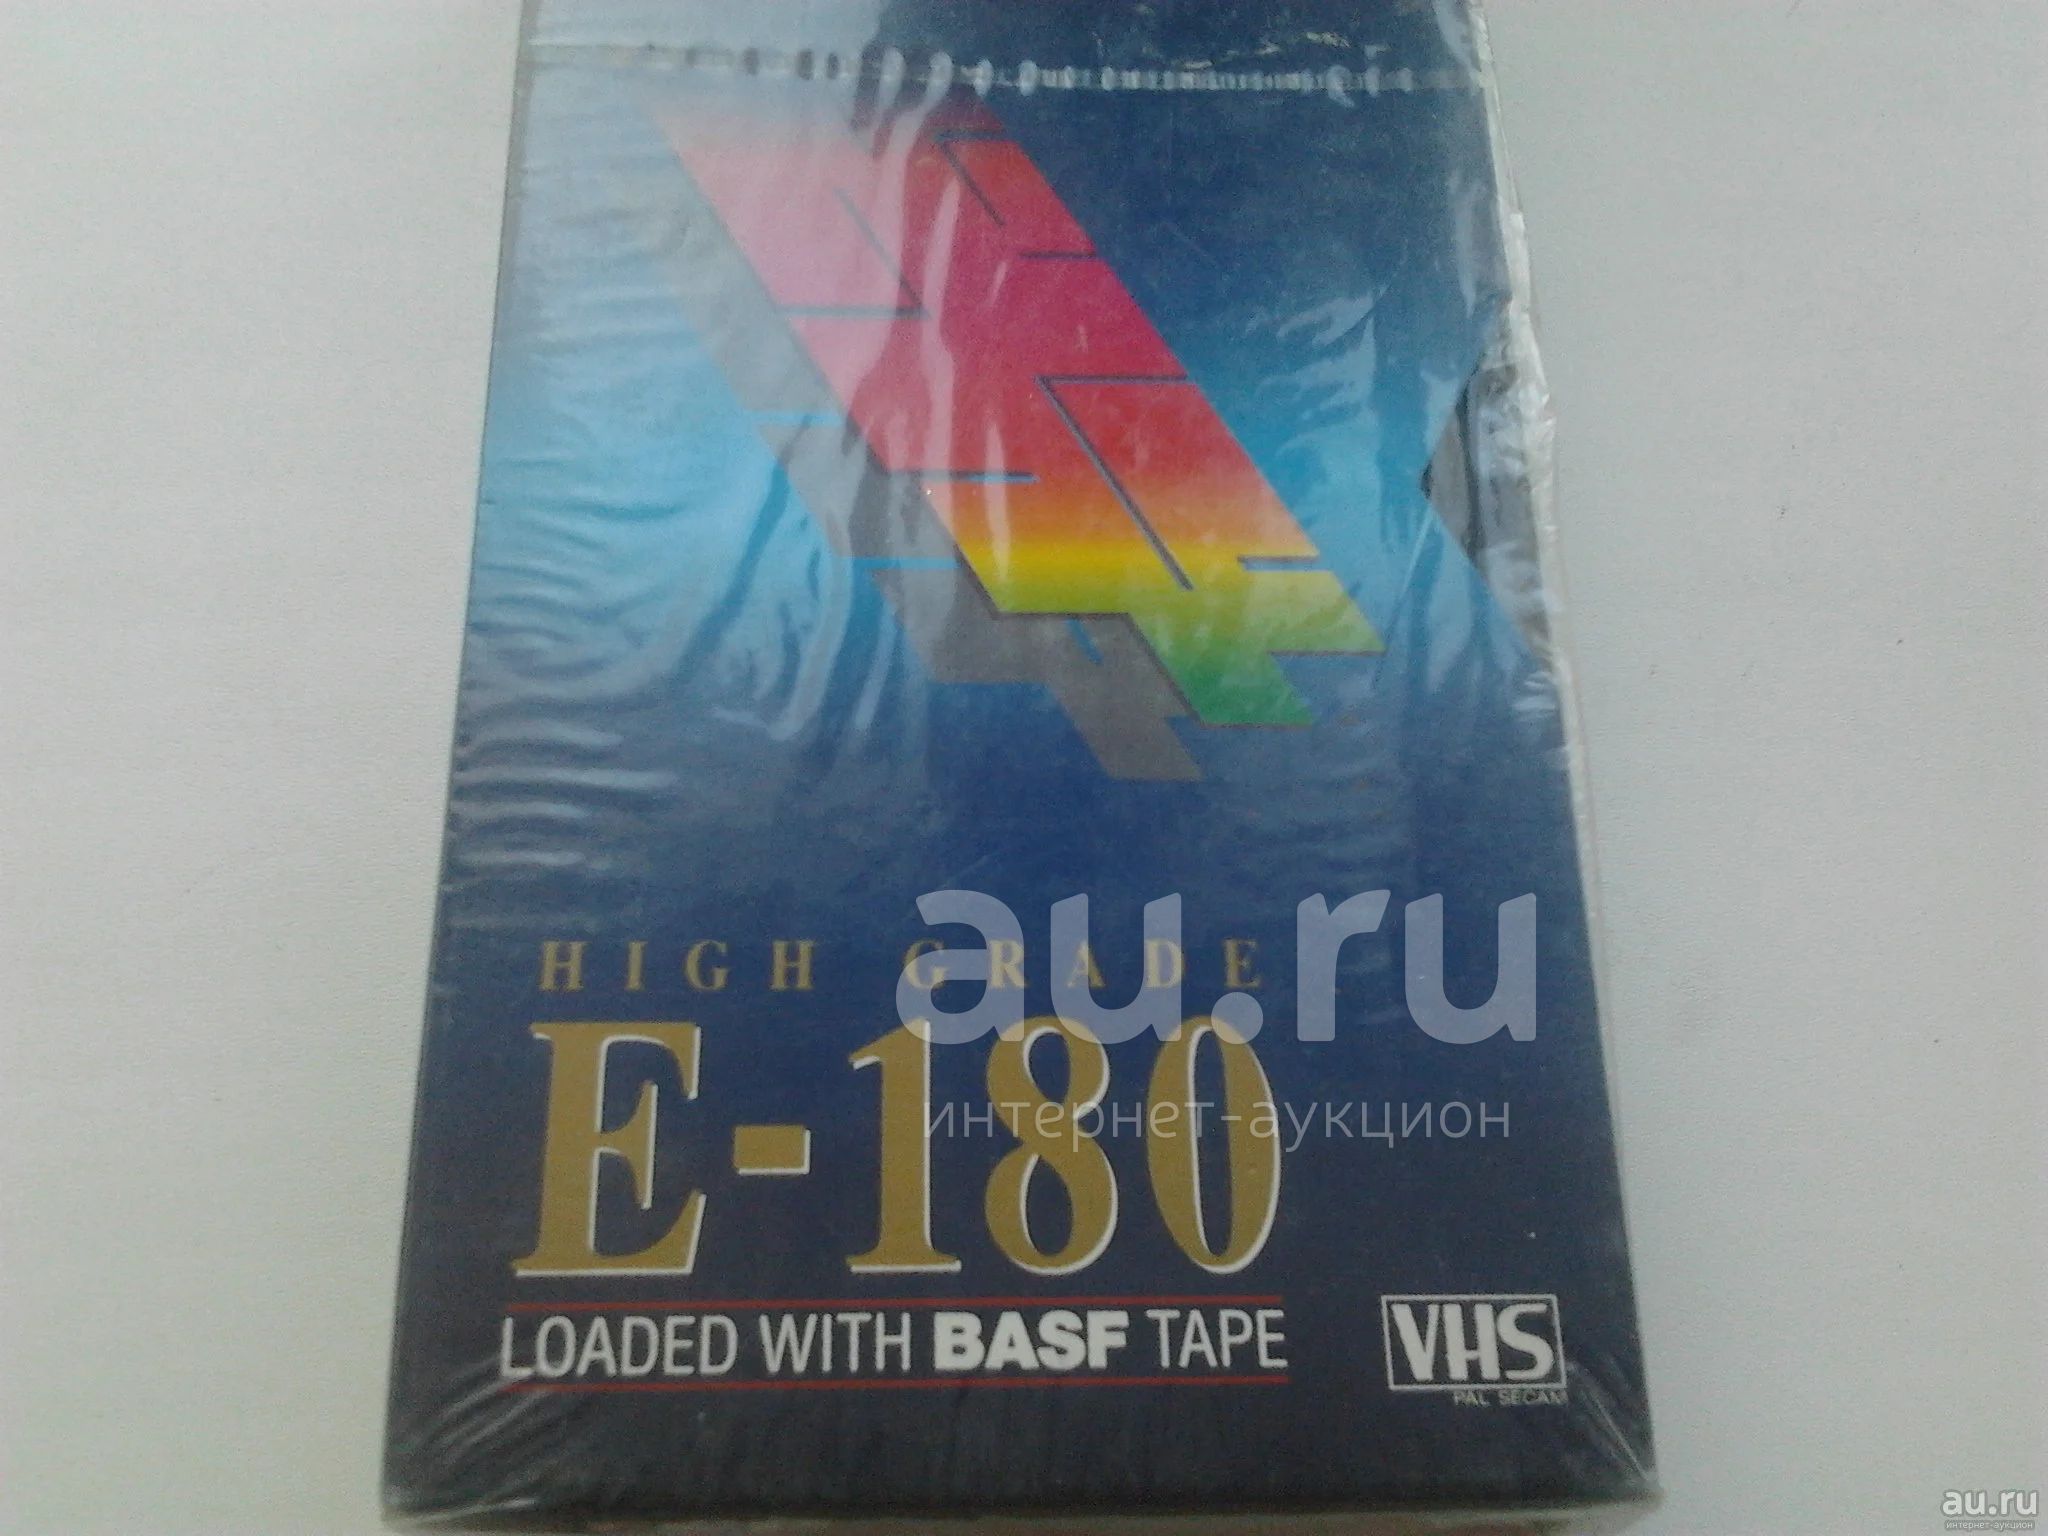 HIGH GRADE
au.ru
E-180
интернет-аукцион
LOADED WITH BASF TAPE
VHS
PAL SECAM
au.ru
интернет-аукцион